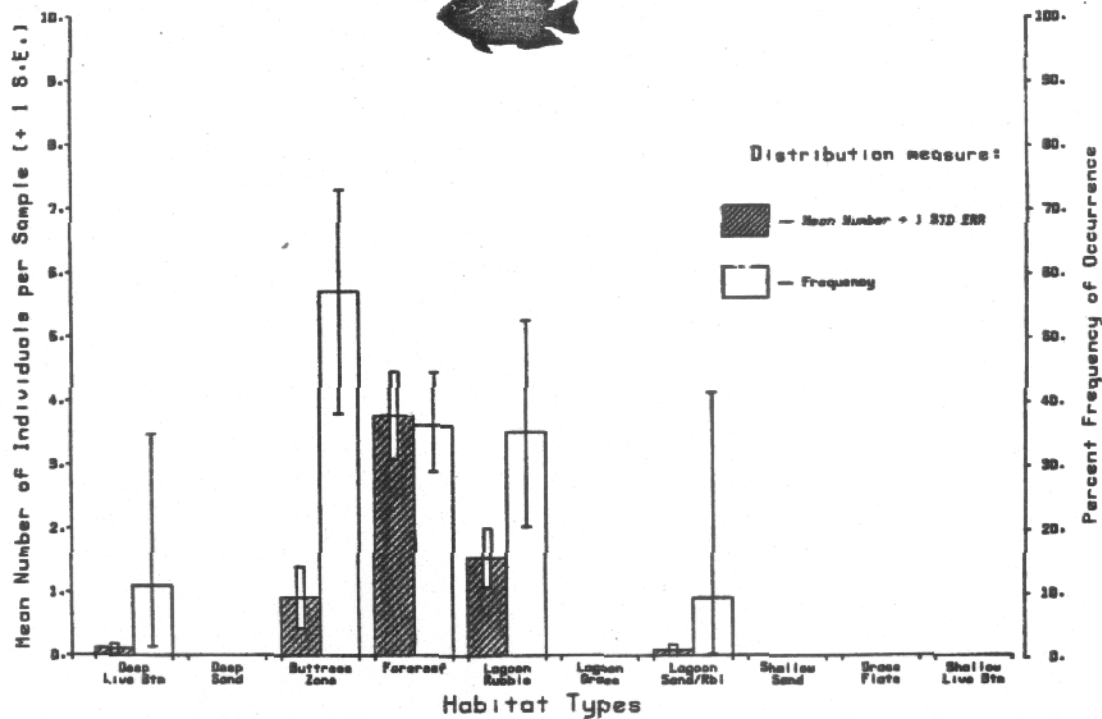 Mean Number of Individuals per Sample (+ 1 S.E.)
10.
9.
8.
7.
6.
5.
4.
3.
2.
1.
0.
Distribution measure:
— Mean Number + 1 STD ERR
— Frequency
100.
90.
80.
70.
60.
50.
40.
30.
20.
10.
0.
Percent Frequency of Occurrence
Deep
Live Btm
Deep
Sand
Buttress
Zone
Forereef
Lagoon
Rubble
Lagoon
Grass
Lagoon
Sand/Rbl
Shallow
Sand
Grass
Flats
Shallow
Live Btm
Habitat Types